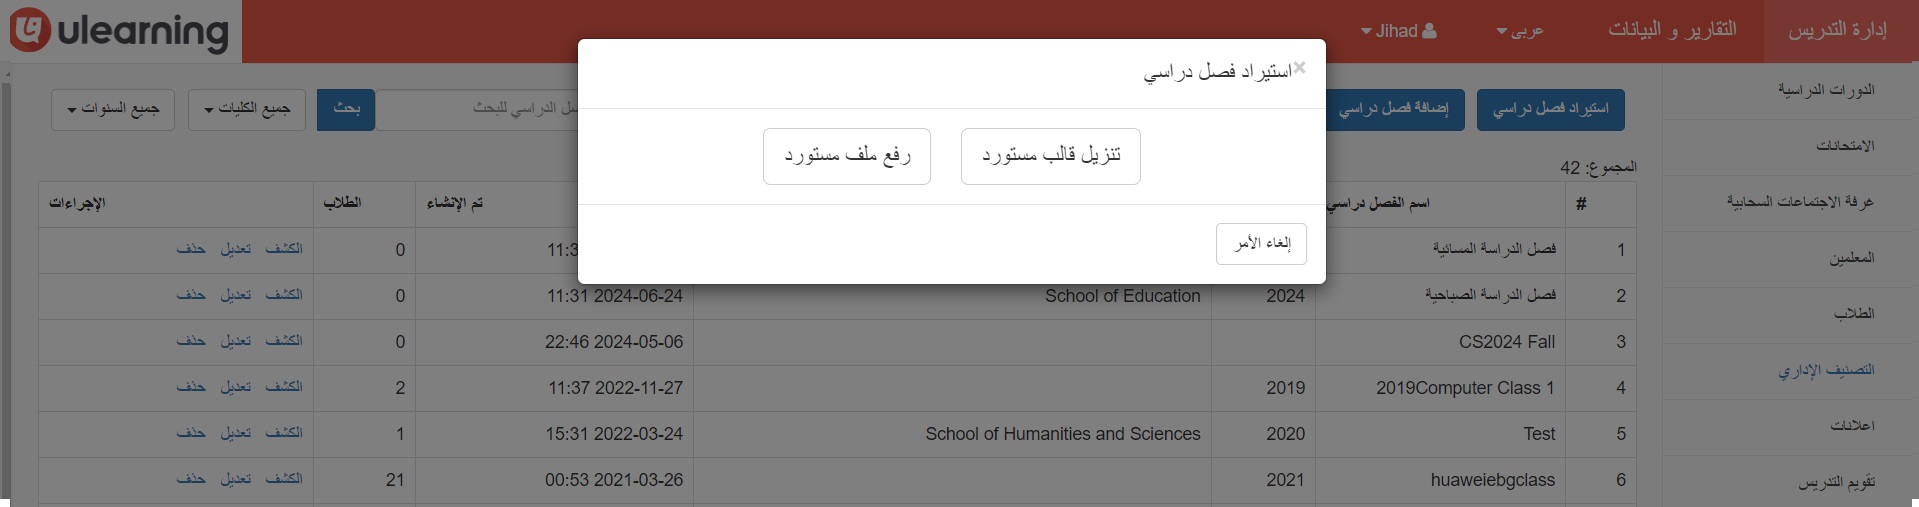 إدارة التدريس
التقارير و البيانات
عربى
Jihad
ulearning
استيراد فصل دراسي
×
تنزيل قالب مستورد
رفع ملف مستورد
إلغاء الأمر
الدورات الدراسية
الامتحانات
غرفة الاجتماعات السحابية
المعلمين
الطلاب
التصنيف الإداري
اعلانات
تقويم التدريس
استيراد فصل دراسي
إضافة فصل دراسي
الدراسي للبحث
بحث
جميع الكليات
جميع السنوات
المجموع: 42
# اسم الفصل دراسي تم الإنشاء الطلاب الإجراءات
1 فصل الدراسة المسائية 11:3 0 الكشف تعديل حذف
2 فصل الدراسة الصباحية 2024 School of Education 2024-06-24 11:31 0 الكشف تعديل حذف
3 CS2024 Fall 2024-05-06 22:46 0 الكشف تعديل حذف
4 2019Computer Class 1 2019 2022-11-27 11:37 2 الكشف تعديل حذف
5 Test 2020 School of Humanities and Sciences 2022-03-24 15:31 1 الكشف تعديل حذف
6 huaweiebgclass 2021 2021-03-26 00:53 21 الكشف تعديل حذف